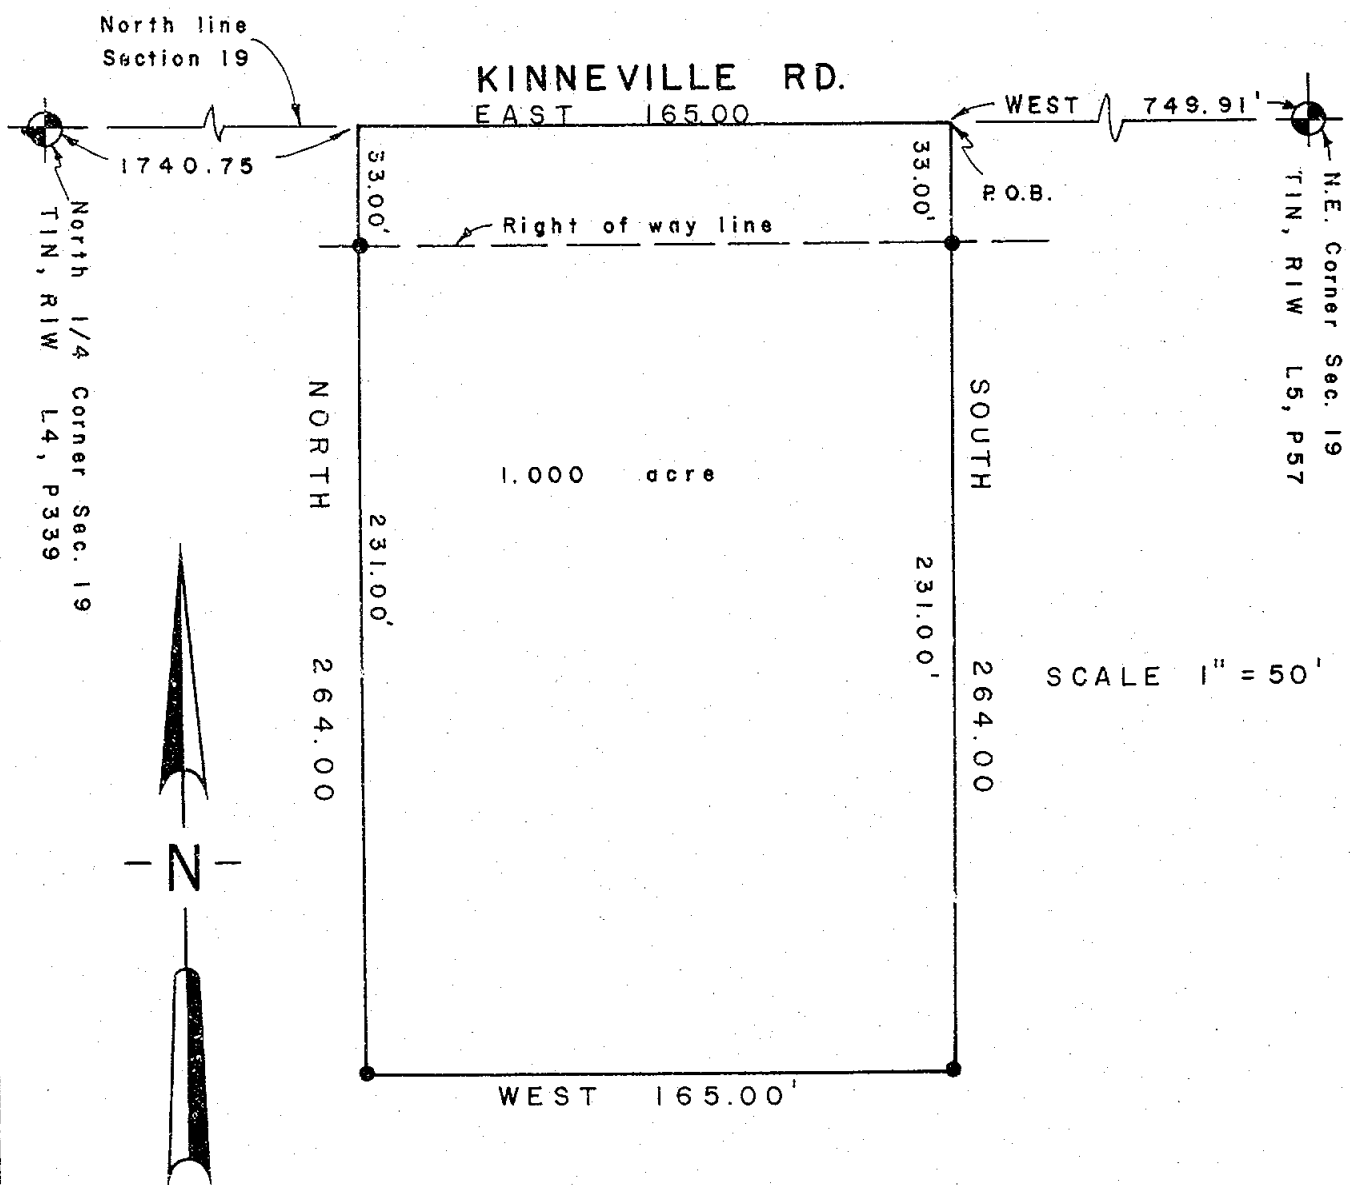 North line
Section 19
KINNEVILLE RD.
EAST 165.00
WEST 749.91'
1740.75
33.00'
33.00'
P.O.B.
Right of way line
North 1/4 Corner Sec. 19
T1N, R1W L4, P339
N.E. Corner Sec. 19
T1N, R1W L5, P57
NORTH 264.00
231.00'
1.000 acre
231.00'
SOUTH 264.00
SCALE 1" = 50'
- N -
WEST 165.00'